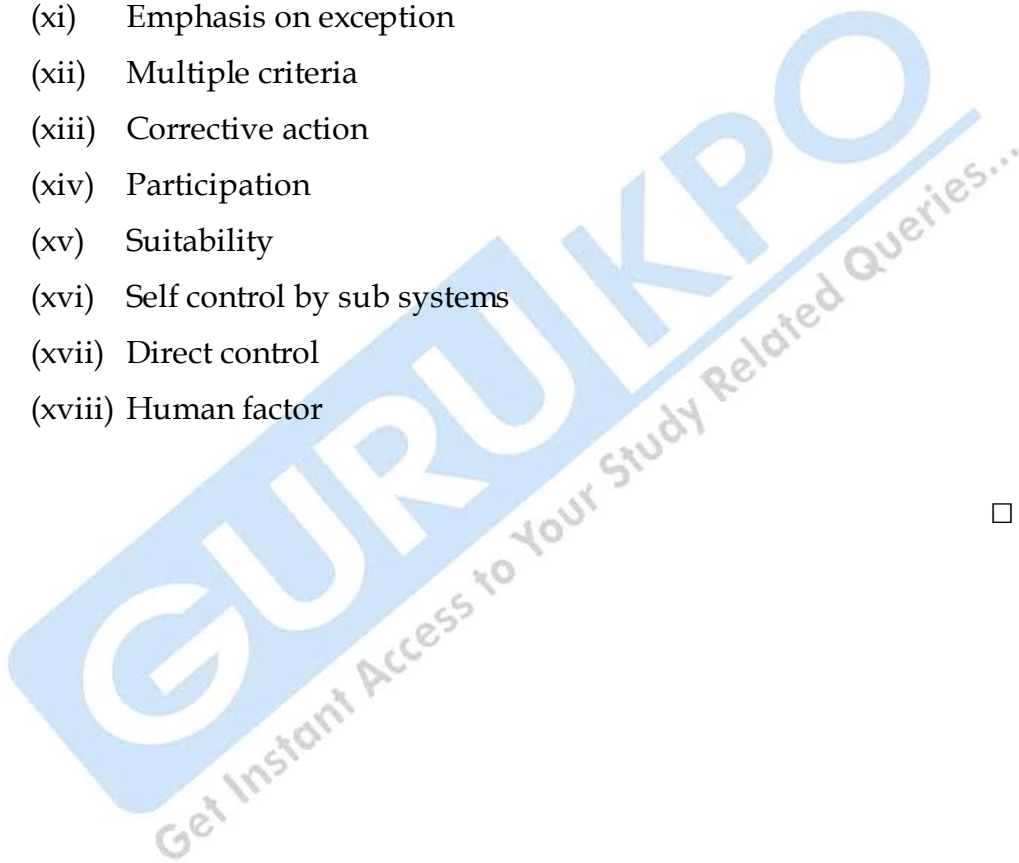 (xi) Emphasis on exception
(xii) Multiple criteria
(xiii) Corrective action
(xiv) Participation
(xv) Suitability
(xvi) Self control by sub systems
(xvii) Direct control
(xviii) Human factor
□
GURUKPO
Get Instant Access to Your Study Related Queries...